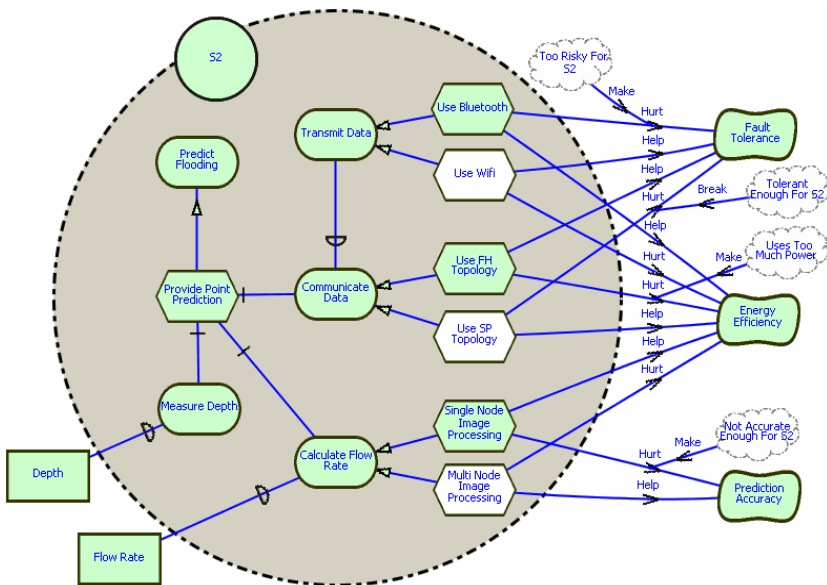 S2
Too Risky For
S2
Make
Use Bluetooth
Hurt
Fault
Tolerance
Transmit Data
Predict
Flooding
Help
Use Wifi
Help
Hurt
Break
Tolerant
Enough For S2
Help
Uses Too
Much Power
Use FH
Topology
Hurt
Make
Provide Point
Prediction
Communicate
Data
Hurt
Energy
Efficiency
Use SP
Topology
Help
Help
Hurt
Measure Depth
Single Node
Image
Processing
Not Accurate
Enough For S2
Make
Hurt
Calculate Flow
Rate
Depth
Multi Node
Image
Processing
Help
Prediction
Accuracy
Flow Rate